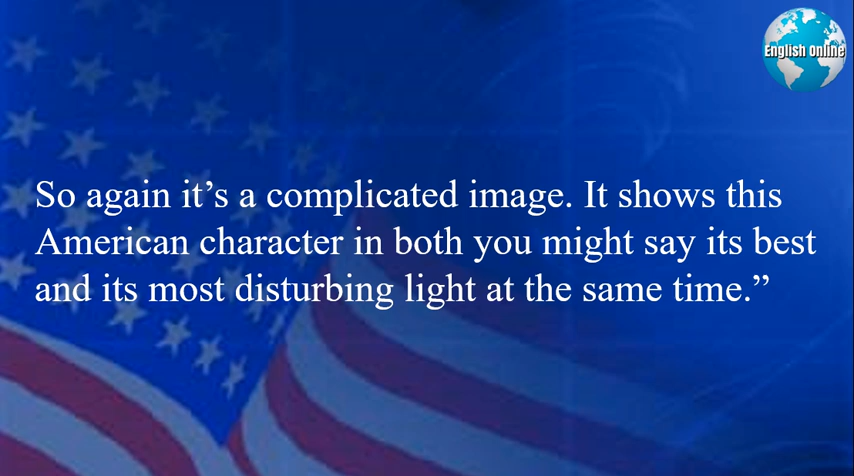 English Online
So again it’s a complicated image. It shows this
American character in both you might say its best
and its most disturbing light at the same time.”